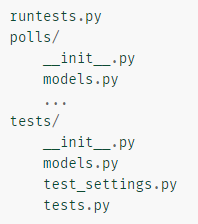 runtests.py
polls/
    __init__.py
    models.py
    ...
tests/
    __init__.py
    models.py
    test_settings.py
    tests.py